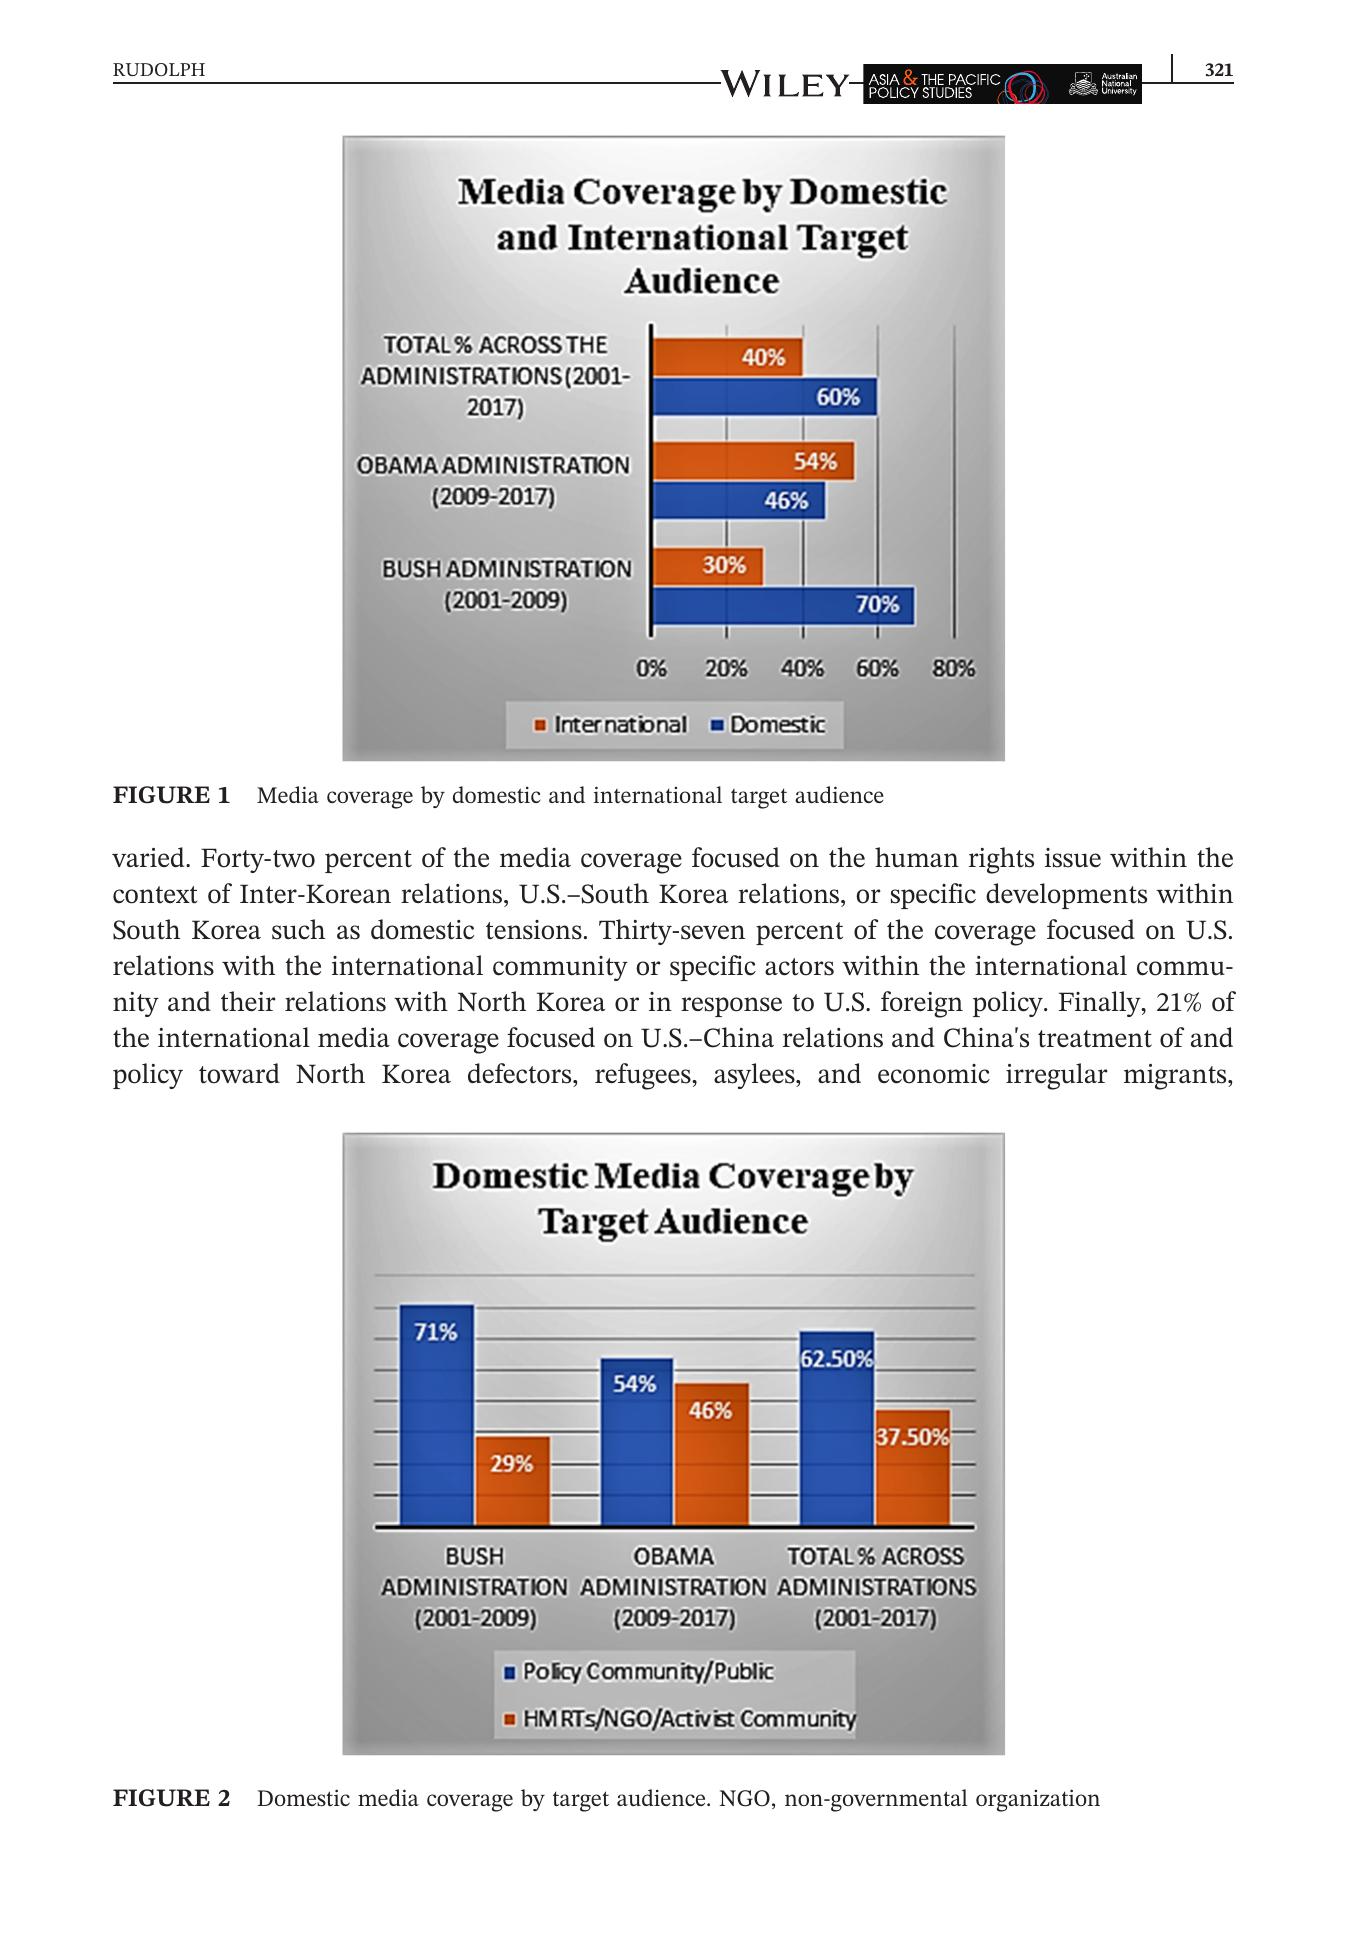 RUDOLPH
WILEY
ASIA & THE PACIFIC
POLICY STUDIES
Australian
National
University
321
Media Coverage by Domestic
and International Target
Audience
TOTAL % ACROSS THE
ADMINISTRATIONS (2001-
2017)
40%
60%
OBAMA ADMINISTRATION
(2009-2017)
54%
46%
BUSH ADMINISTRATION
(2001-2009)
30%
70%
0% 20% 40% 60% 80%
International Domestic
FIGURE 1 Media coverage by domestic and international target audience
varied. Forty-two percent of the media coverage focused on the human rights issue within the
context of Inter-Korean relations, U.S.–South Korea relations, or specific developments within
South Korea such as domestic tensions. Thirty-seven percent of the coverage focused on U.S.
relations with the international community or specific actors within the international commu-
nity and their relations with North Korea or in response to U.S. foreign policy. Finally, 21% of
the international media coverage focused on U.S.–China relations and China's treatment of and
policy toward North Korea defectors, refugees, asylees, and economic irregular migrants,
Domestic Media Coverage by
Target Audience
71%
29%
54%
46%
62.50%
37.50%
BUSH
ADMINISTRATION
(2001-2009)
OBAMA
ADMINISTRATION
(2009-2017)
TOTAL % ACROSS
ADMINISTRATIONS
(2001-2017)
Policy Community/Public
HMRTs/NGO/Activist Community
FIGURE 2 Domestic media coverage by target audience. NGO, non-governmental organization